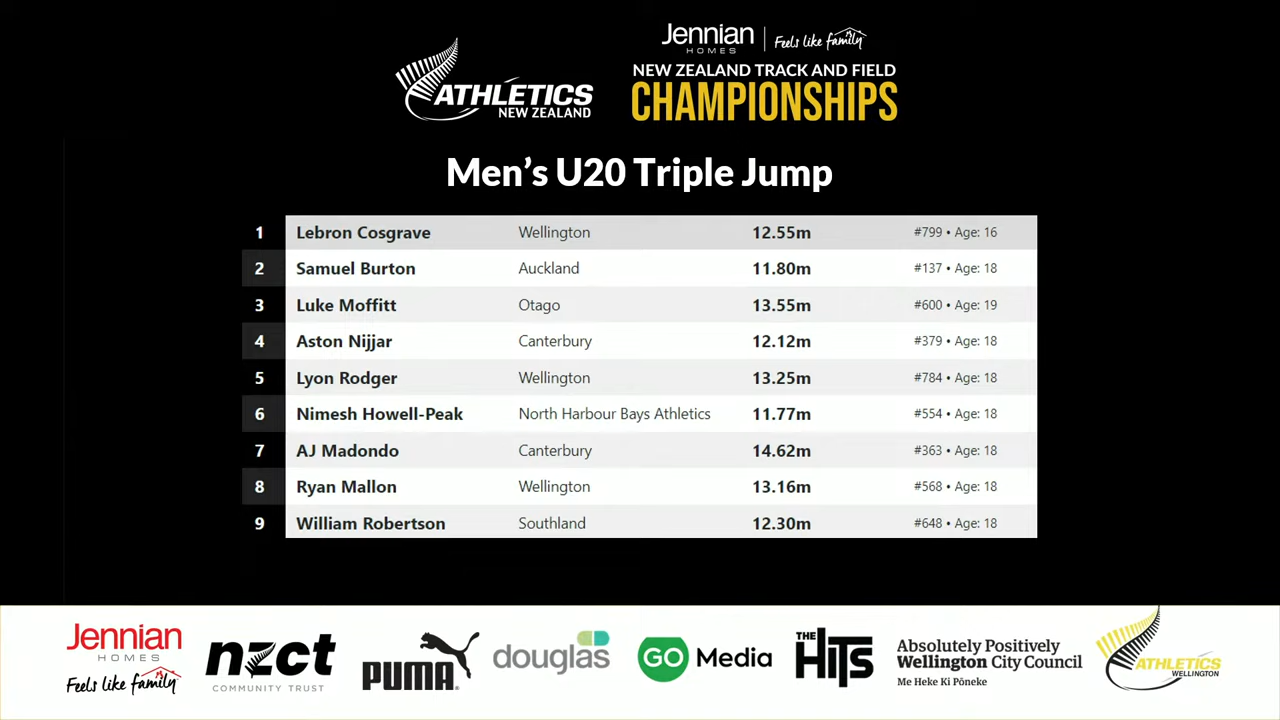 Jennian
HOMES
Feels like family
ATHLETICS
NEW ZEALAND
NEW ZEALAND TRACK AND FIELD
CHAMPIONSHIPS
Men's U20 Triple Jump
1 Lebron Cosgrave Wellington 12.55m #799 • Age: 16
2 Samuel Burton Auckland 11.80m #137 • Age: 18
3 Luke Moffitt Otago 13.55m #600 • Age: 19
4 Aston Nijjar Canterbury 12.12m #379 • Age: 18
5 Lyon Rodger Wellington 13.25m #784 • Age: 18
6 Nimesh Howell-Peak North Harbour Bays Athletics 11.77m #554 • Age: 18
7 AJ Madondo Canterbury 14.62m #363 • Age: 18
8 Ryan Mallon Wellington 13.16m #568 • Age: 18
9 William Robertson Southland 12.30m #648 • Age: 18
Jennian
HOMES
Feels like family
nzct
COMMUNITY TRUST
PUMA
douglas
GO Media
THE
HITS
Absolutely Positively
Wellington City Council
Me Heke Ki Pōneke
ATHLETICS
WELLINGTON